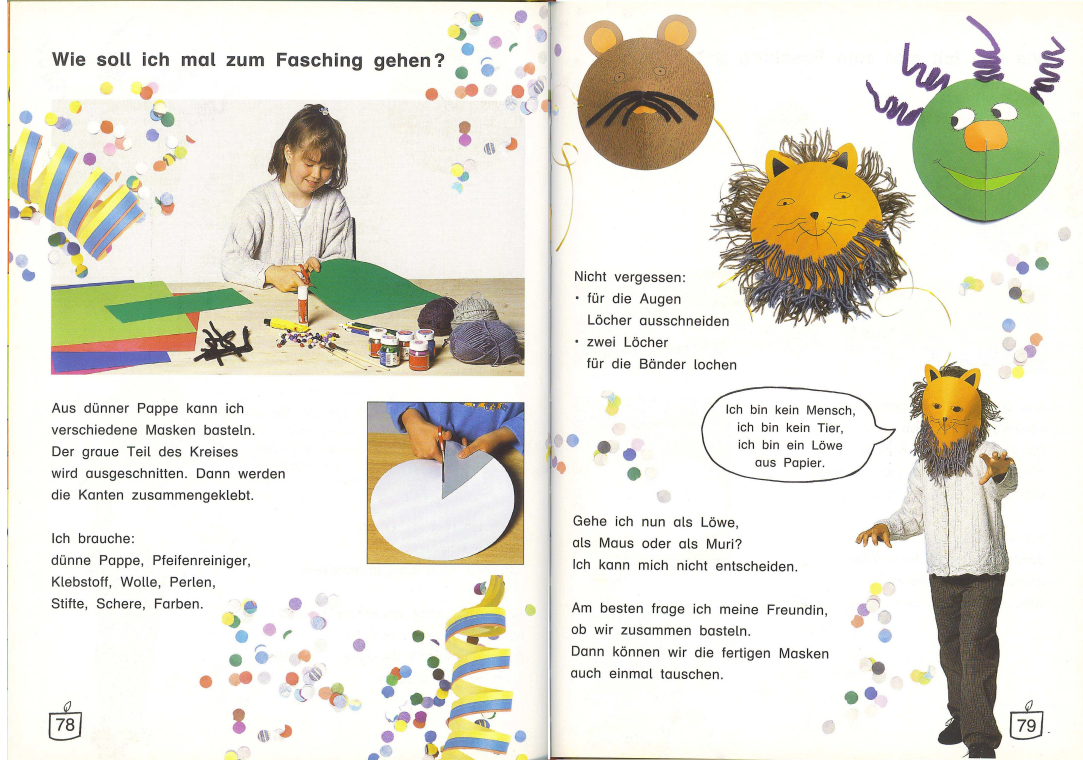 Wie soll ich mal zum Fasching gehen?
Aus dünner Pappe kann ich
verschiedene Masken basteln.
Der graue Teil des Kreises
wird ausgeschnitten. Dann werden
die Kanten zusammengeklebt.
Ich brauche:
dünne Pappe, Pfeifenreiniger,
Klebstoff, Wolle, Perlen,
Stifte, Schere, Farben.
78
Nicht vergessen:
• für die Augen
Löcher ausschneiden
• zwei Löcher
für die Bänder lochen
Ich bin kein Mensch,
ich bin kein Tier,
ich bin ein Löwe
aus Papier.
Gehe ich nun als Löwe,
als Maus oder als Muri?
Ich kann mich nicht entscheiden.
Am besten frage ich meine Freundin,
ob wir zusammen basteln.
Dann können wir die fertigen Masken
auch einmal tauschen.
79